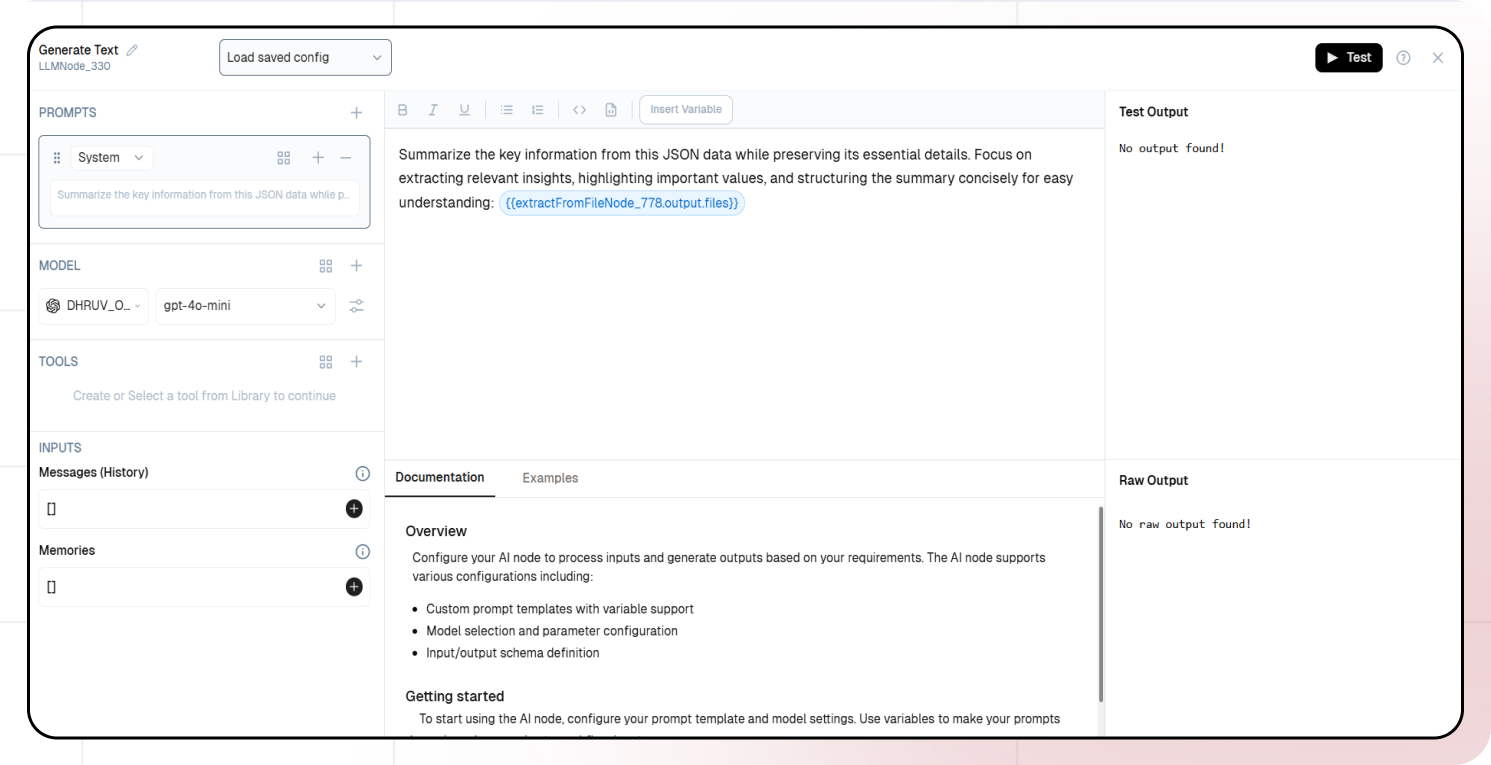 Generate Text
LLMNode_330
Load saved config
Test
PROMPTS
System
Summarize the key information from this JSON data while p...
MODEL
DHRUV_O...
gpt-4o-mini
TOOLS
Create or Select a tool from Library to continue
INPUTS
Messages (History)
[]
Memories
[]
B I U
Insert Variable
Summarize the key information from this JSON data while preserving its essential details. Focus on
extracting relevant insights, highlighting important values, and structuring the summary concisely for easy
understanding: {{extractFromFileNode_778.output.files}}
Documentation
Examples
Overview
Configure your AI node to process inputs and generate outputs based on your requirements. The AI node supports
various configurations including:
Custom prompt templates with variable support
Model selection and parameter configuration
Input/output schema definition
Getting started
To start using the AI node, configure your prompt template and model settings. Use variables to make your prompts
Test Output
No output found!
Raw Output
No raw output found!